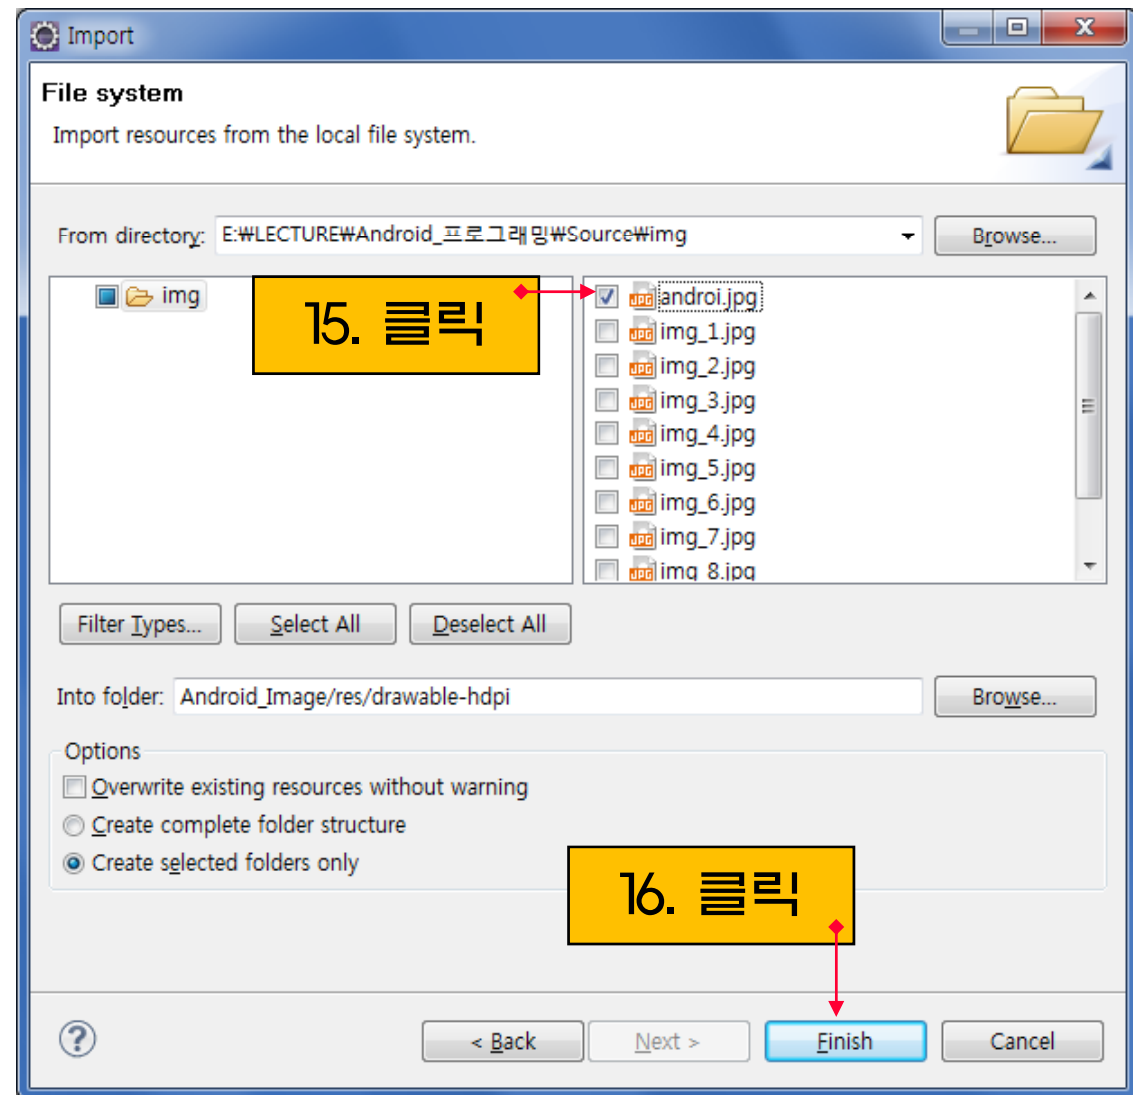 Import
File system
Import resources from the local file system.
From directory: E:₩LECTURE₩Android_프로그래밍₩Source₩img
Browse...
img
15. 클릭
androi.jpg
img_1.jpg
img_2.jpg
img_3.jpg
img_4.jpg
img_5.jpg
img_6.jpg
img_7.jpg
img_8.jpg
Filter Types...
Select All
Deselect All
Into folder: Android_Image/res/drawable-hdpi
Browse...
Options
Overwrite existing resources without warning
Create complete folder structure
Create selected folders only
16. 클릭
< Back
Next >
Finish
Cancel